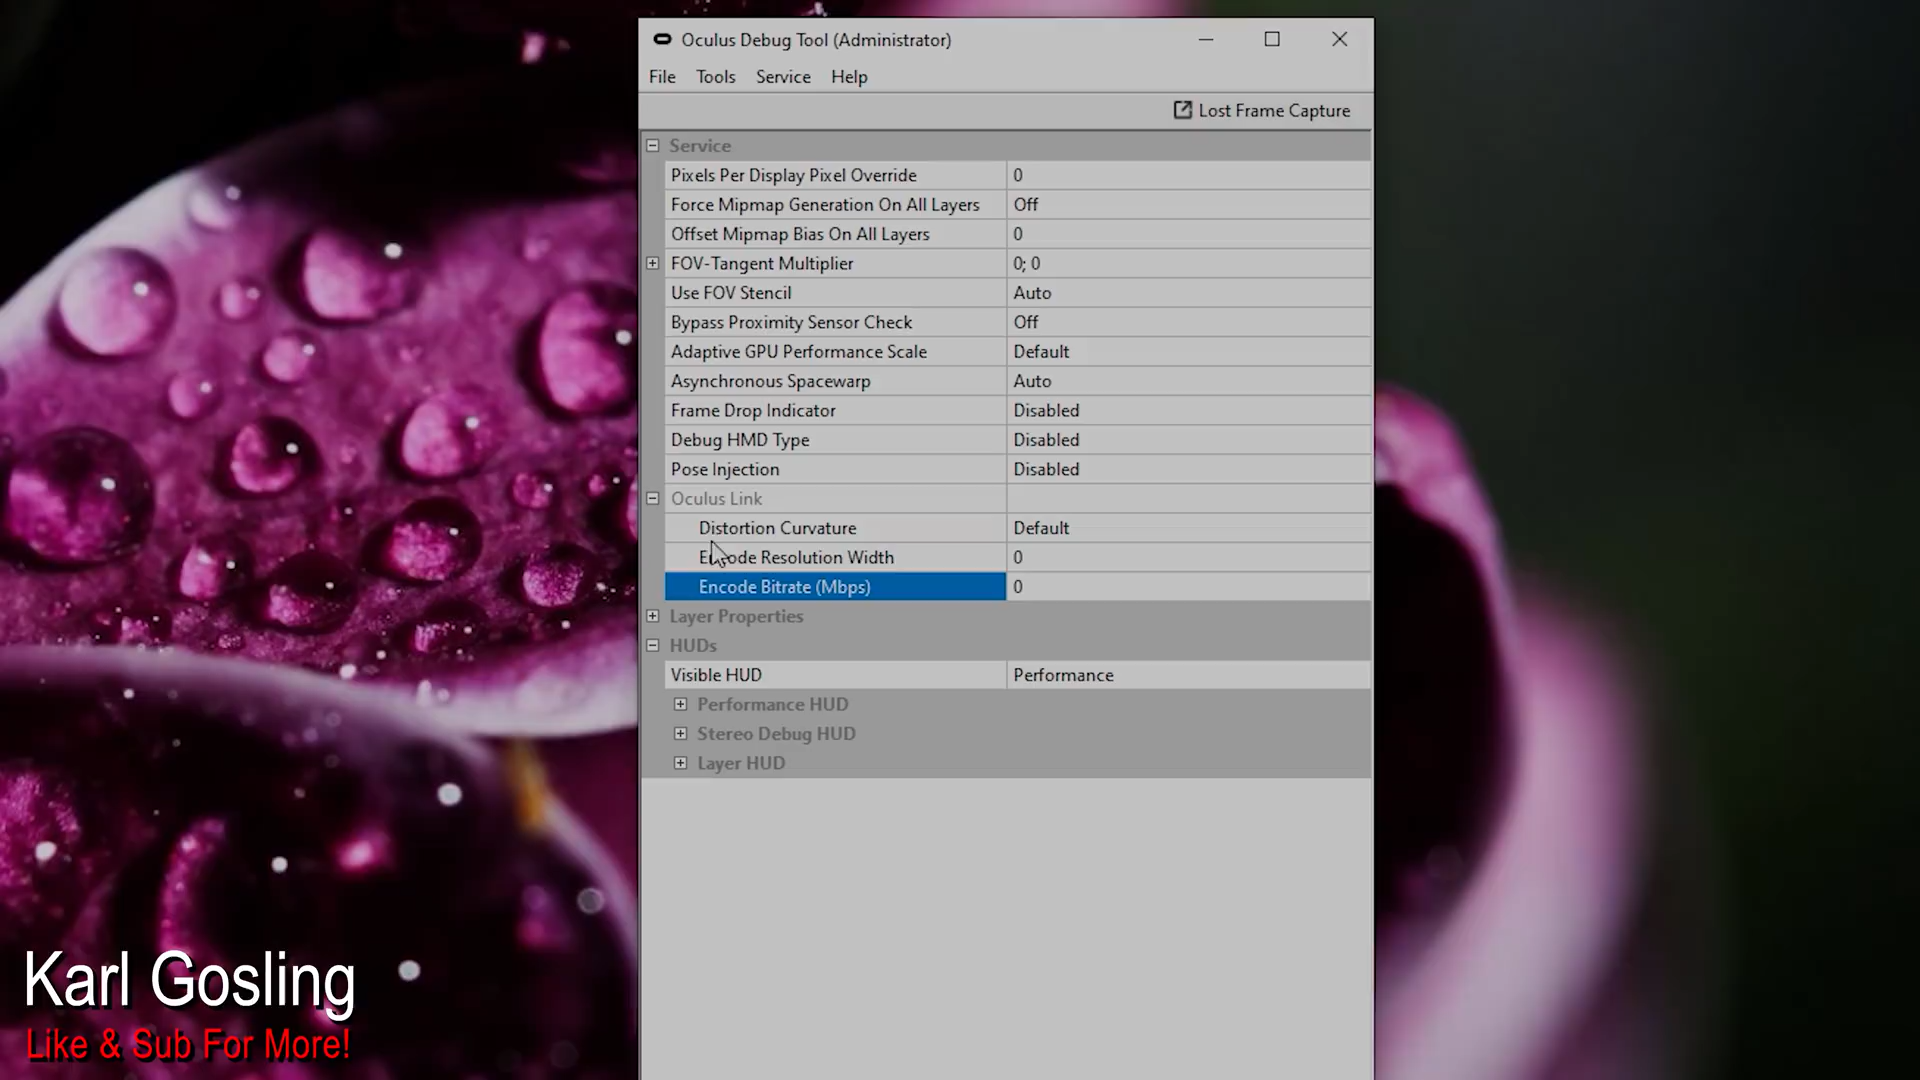 Oculus Debug Tool (Administrator)
File Tools Service Help
Lost Frame Capture
Service
Pixels Per Display Pixel Override 0
Force Mipmap Generation On All Layers Off
Offset Mipmap Bias On All Layers 0
FOV-Tangent Multiplier 0; 0
Use FOV Stencil Auto
Bypass Proximity Sensor Check Off
Adaptive GPU Performance Scale Default
Asynchronous Spacewarp Auto
Frame Drop Indicator Disabled
Debug HMD Type Disabled
Pose Injection Disabled
Oculus Link
Distortion Curvature Default
Encode Resolution Width 0
Encode Bitrate (Mbps) 0
Layer Properties
HUDs
Visible HUD Performance
Performance HUD
Stereo Debug HUD
Layer HUD
Karl Gosling
Like & Sub For More!